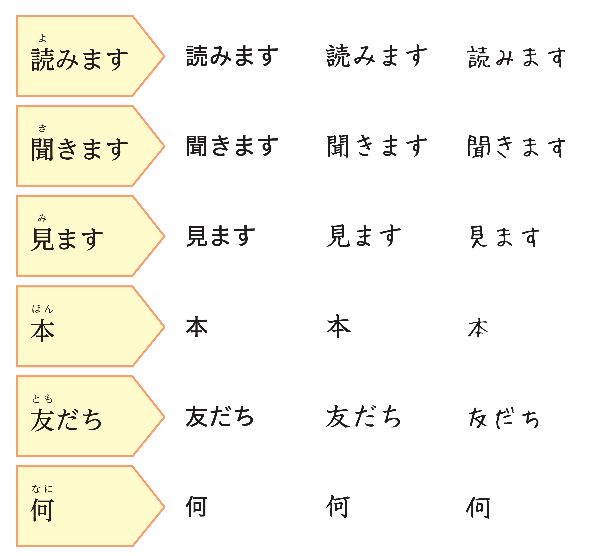 よ
読みます 読みます 読みます 読みます
き
聞きます 聞きます 聞きます 聞きます
み
見ます 見ます 見ます 見ます
ほん
本 本 本 本
とも
友だち 友だち 友だち 友だち
なに
何 何 何 何